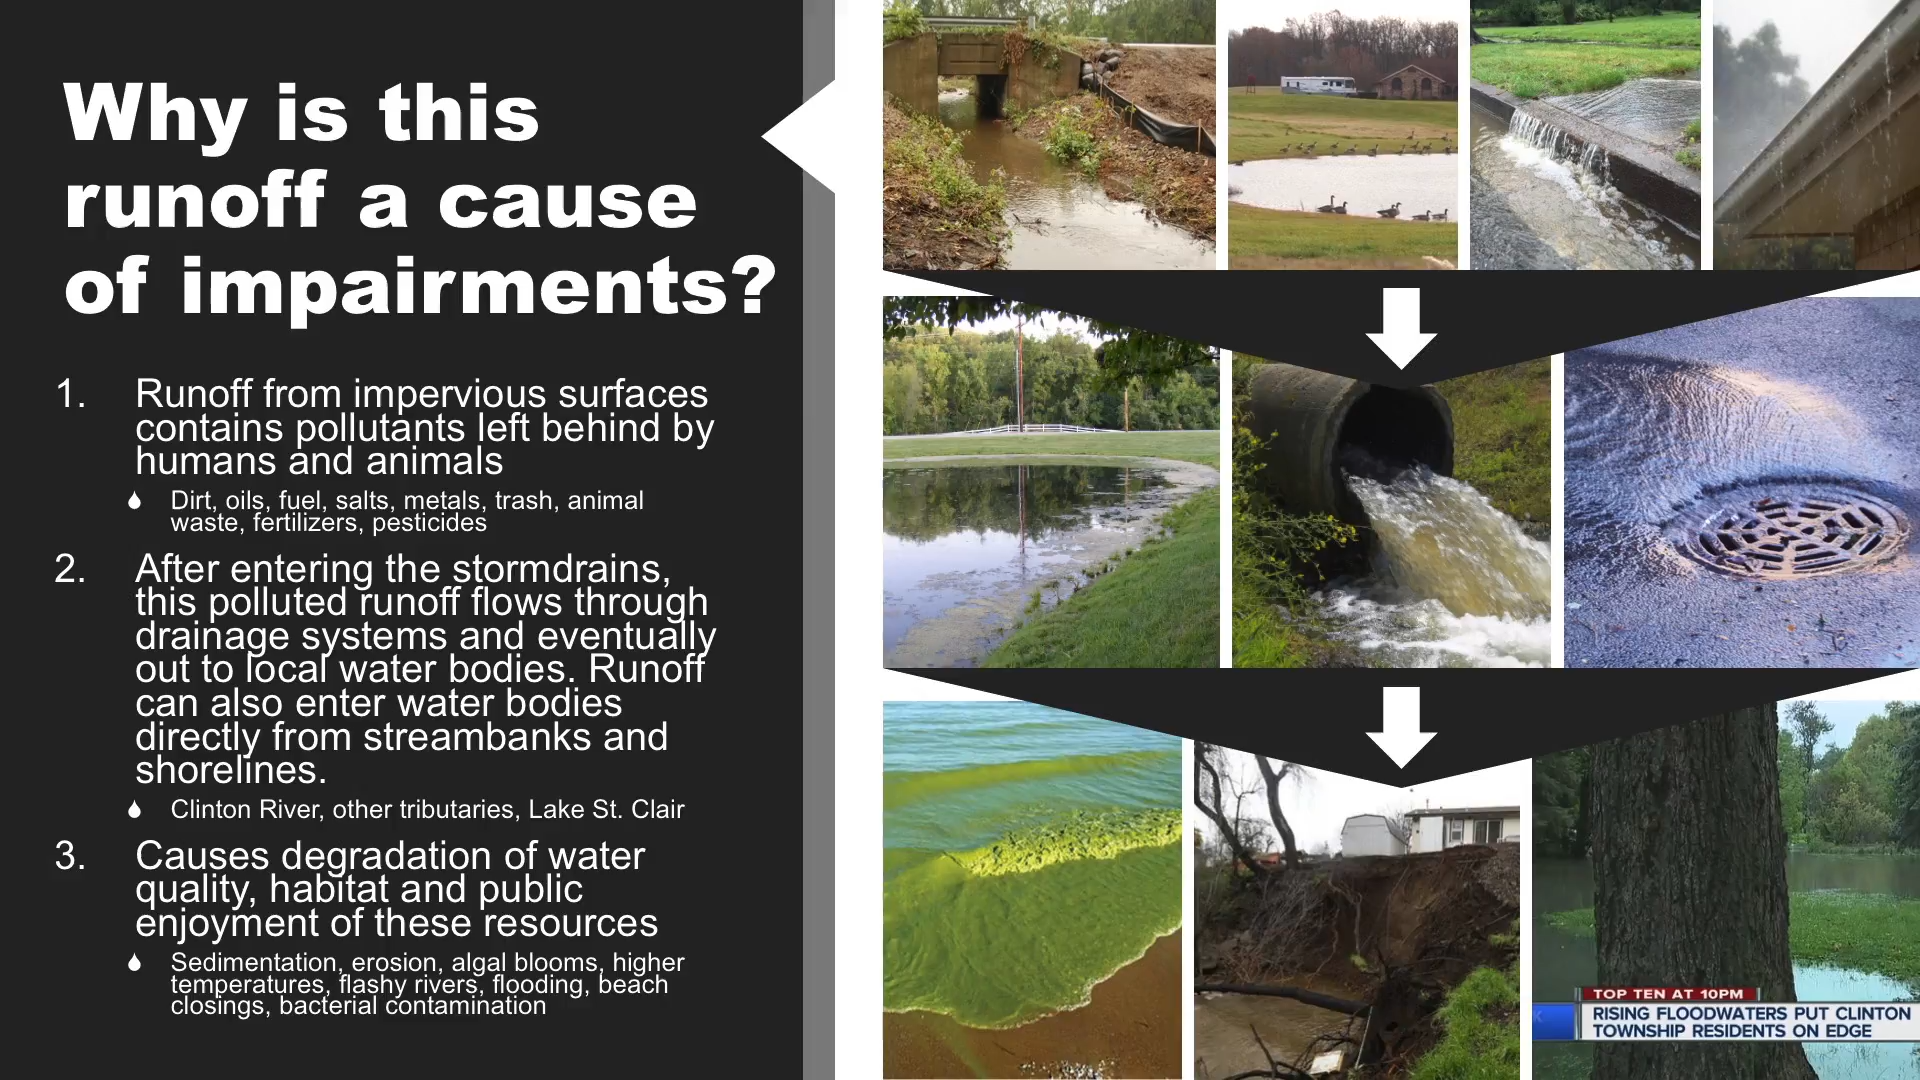 Why is this
runoff a cause
of impairments?
1. Runoff from impervious surfaces
contains pollutants left behind by
humans and animals
Dirt, oils, fuel, salts, metals, trash, animal
waste, fertilizers, pesticides
2. After entering the stormdrains,
this polluted runoff flows through
drainage systems and eventually
out to local water bodies. Runoff
can also enter water bodies
directly from streambanks and
shorelines.
Clinton River, other tributaries, Lake St. Clair
3. Causes degradation of water
quality, habitat and public
enjoyment of these resources
Sedimentation, erosion, algal blooms, higher
temperatures, flashy rivers, flooding, beach
closings, bacterial contamination
TOP TEN AT 10PM
RISING FLOODWATERS PUT CLINTON
TOWNSHIP RESIDENTS ON EDGE